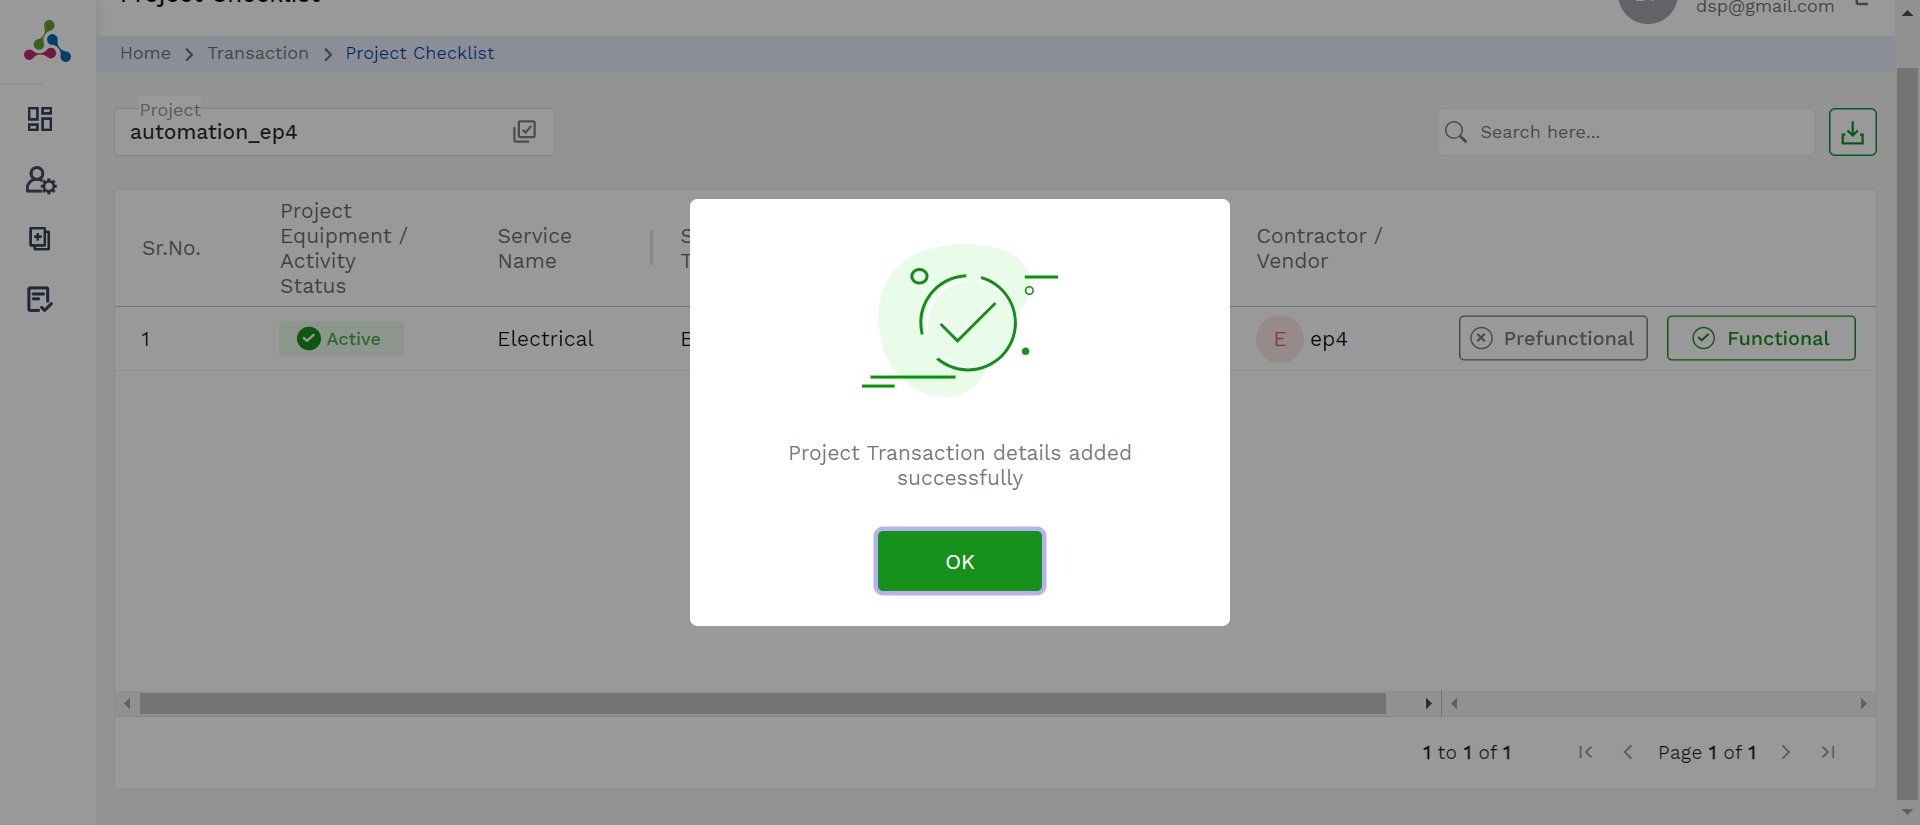 dsp@gmail.com
Home > Transaction > Project Checklist
Project
automation_ep4
Search here...
Sr.No.
Project
Equipment /
Activity
Status
Service
Name
Contractor /
Vendor
1
Active
Electrical
E
ep4
Prefunctional
Functional
Project Transaction details added
successfully
OK
1 to 1 of 1
Page 1 of 1